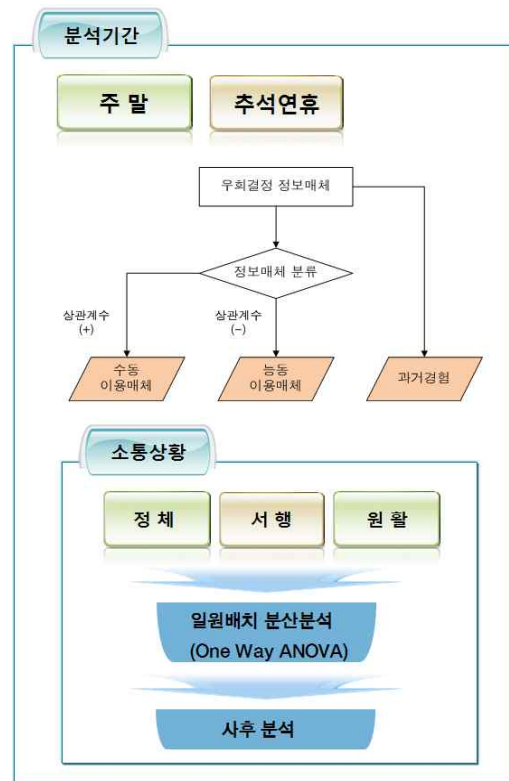 분석기간
주 말
추석연휴
우회결정 정보매체
정보매체 분류
상관계수
(+)
상관계수
(-)
수동
이용매체
능동
이용매체
과거경험
소통상황
정 체
서 행
원 활
일원배치 분산분석
(One Way ANOVA)
사후 분석